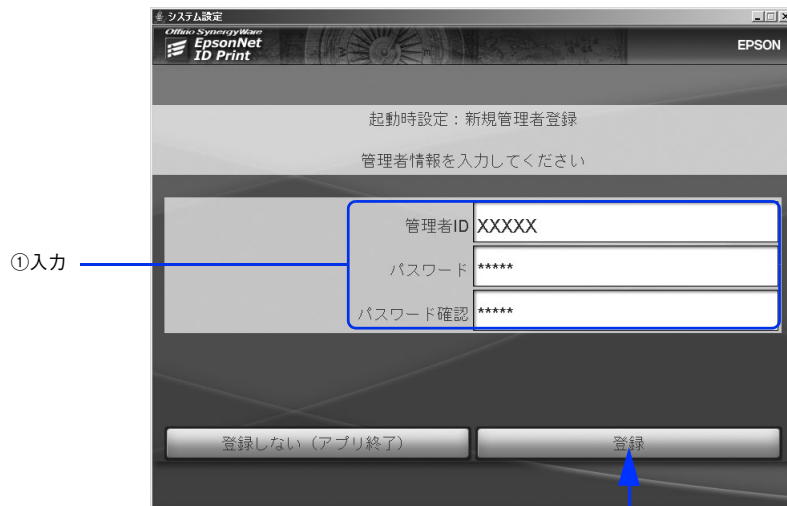 システム設定
Offirio SynergyWare
EpsonNet
ID Print
EPSON
起動時設定：新規管理者登録
管理者情報を入力してください
管理者ID XXXXX
①入力
パスワード *****
パスワード確認 *****
登録しない（アプリ終了） 登録